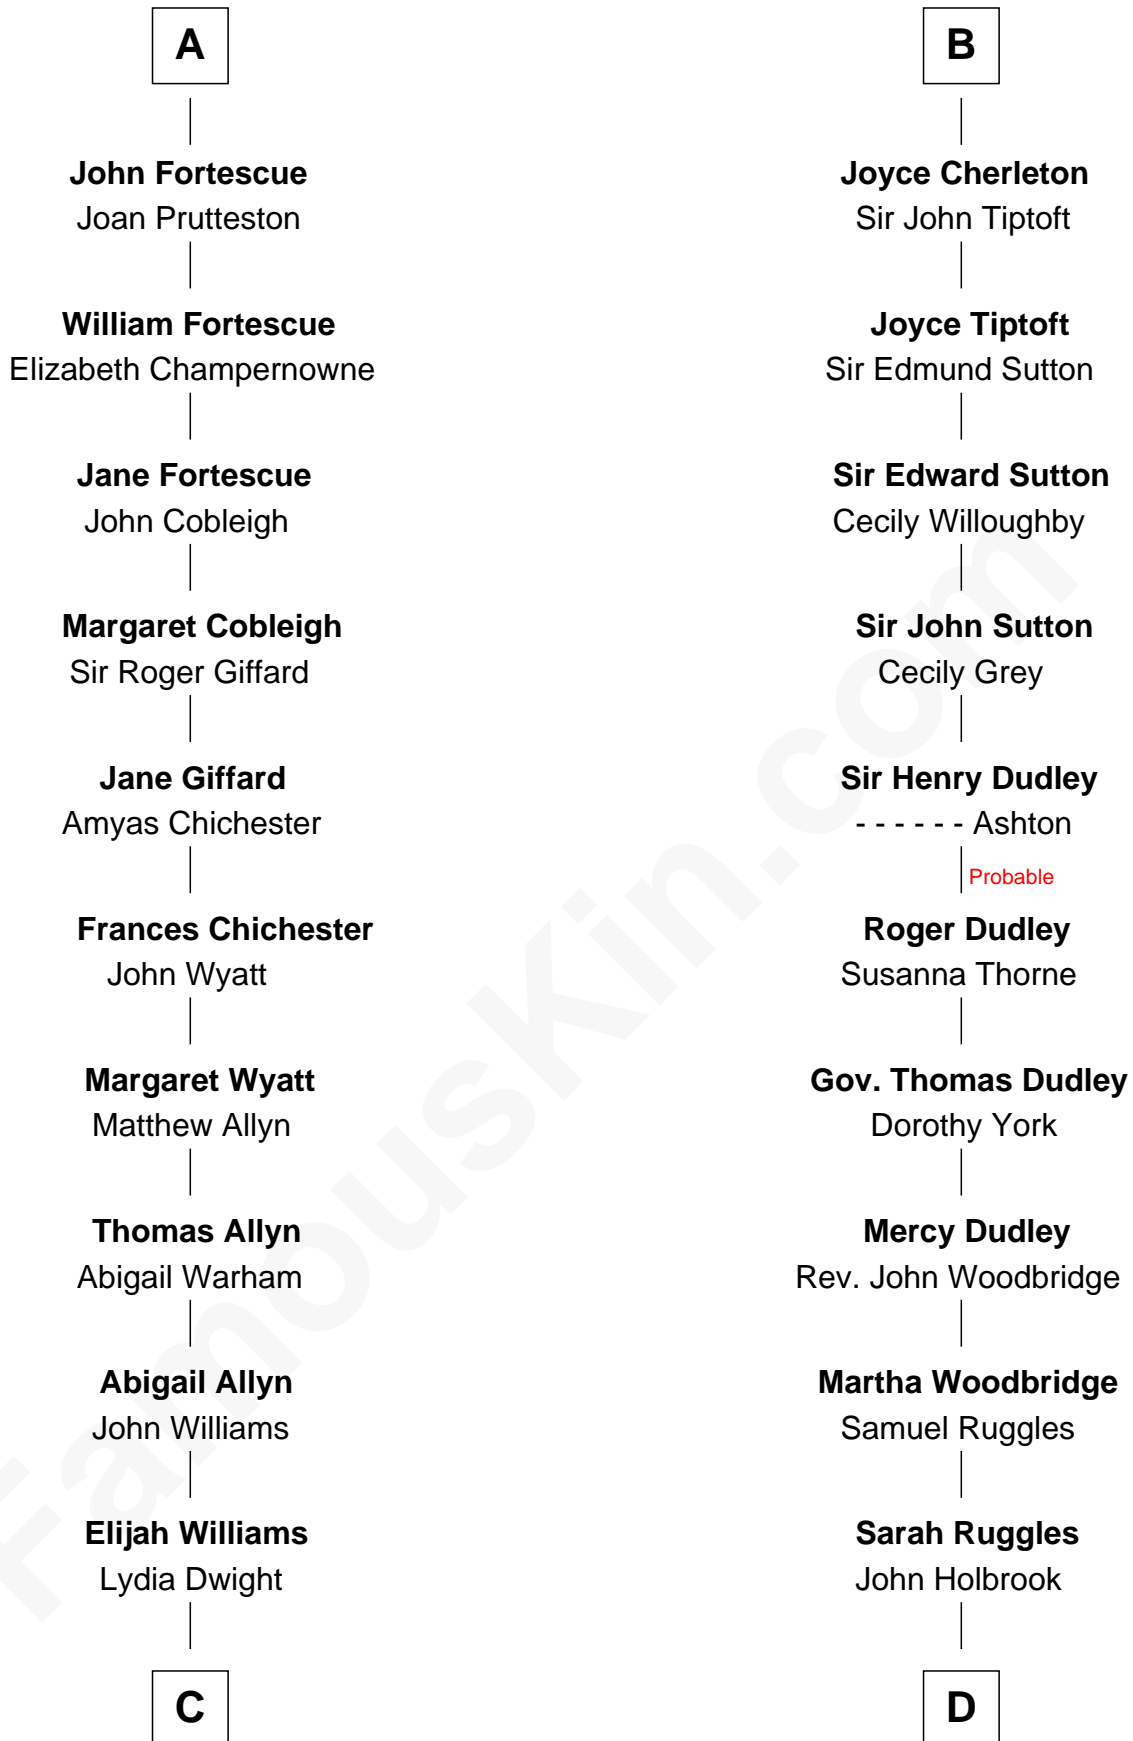 A
John Fortescue
Joan Prutteston
William Fortescue
Elizabeth Champernowne
Jane Fortescue
John Cobleigh
Margaret Cobleigh
Sir Roger Giffard
Jane Giffard
Amyas Chichester
Frances Chichester
John Wyatt
Margaret Wyatt
Matthew Allyn
Thomas Allyn
Abigail Warham
Abigail Allyn
John Williams
Elijah Williams
Lydia Dwight
C
B
Joyce Cherleton
Sir John Tiptoft
Joyce Tiptoft
Sir Edmund Sutton
Sir Edward Sutton
Cecily Willoughby
Sir John Sutton
Cecily Grey
Sir Henry Dudley
- - - - - - Ashton
Probable
Roger Dudley
Susanna Thorne
Gov. Thomas Dudley
Dorothy York
Mercy Dudley
Rev. John Woodbridge
Martha Woodbridge
Samuel Ruggles
Sarah Ruggles
John Holbrook
D
FamousKin.com